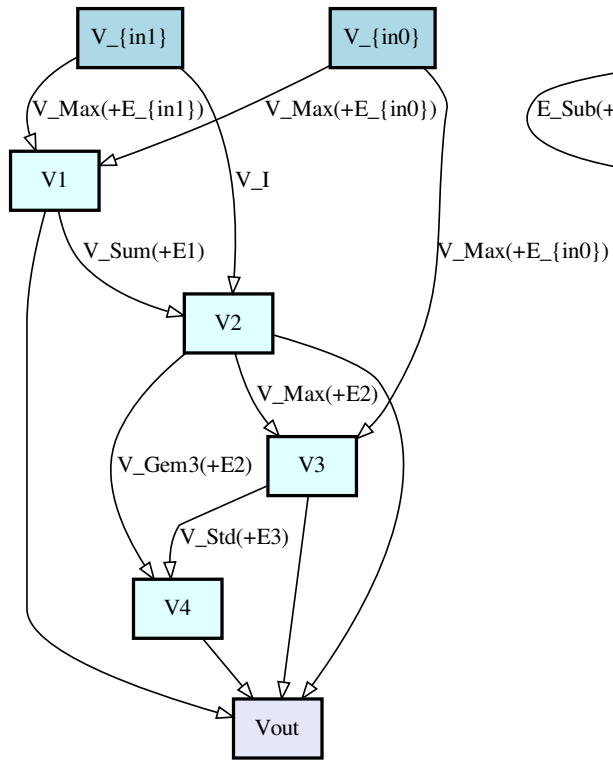 V_{in1}
V_{in0}
V_Max(+E_{in1})
V_Max(+E_{in0})
E_Sub(+
V1
V_I
V_Sum(+E1)
V_Max(+E_{in0})
V2
V_Max(+E2)
V_Gem3(+E2)
V3
V_Std(+E3)
V4
Vout